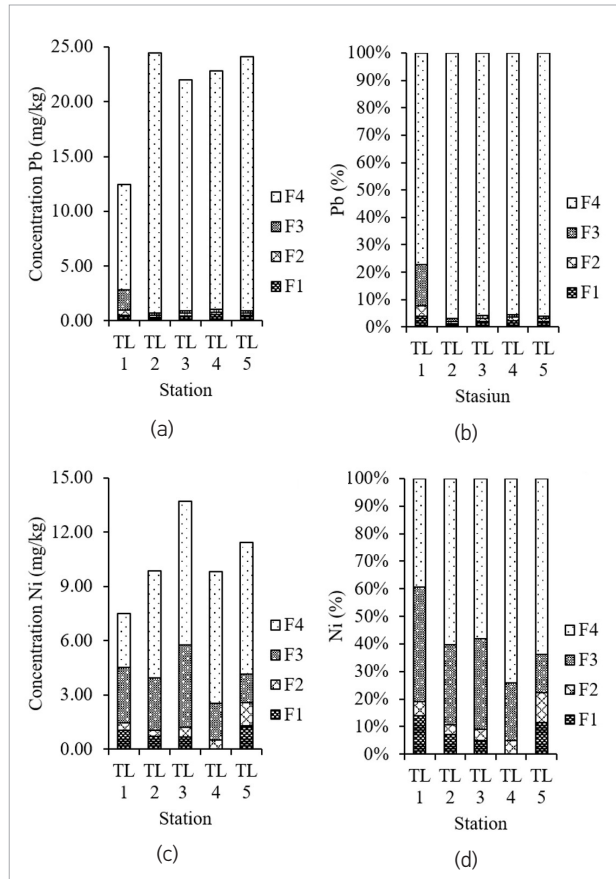 Concentration Pb (mg/kg)
25.00
20.00
15.00
10.00
5.00
0.00
TL TL TL TL TL
1 2 3 4 5
Station
F4
F3
F2
F1
(a)
Pb (%)
100%
90%
80%
70%
60%
50%
40%
30%
20%
10%
0%
TL TL TL TL TL
1 2 3 4 5
Stasiun
F4
F3
F2
F1
(b)
Concentration Ni (mg/kg)
15.00
12.00
9.00
6.00
3.00
0.00
TL TL TL TL TL
1 2 3 4 5
Station
F4
F3
F2
F1
(c)
Ni (%)
100%
90%
80%
70%
60%
50%
40%
30%
20%
10%
0%
TL TL TL TL TL
1 2 3 4 5
Station
F4
F3
F2
F1
(d)